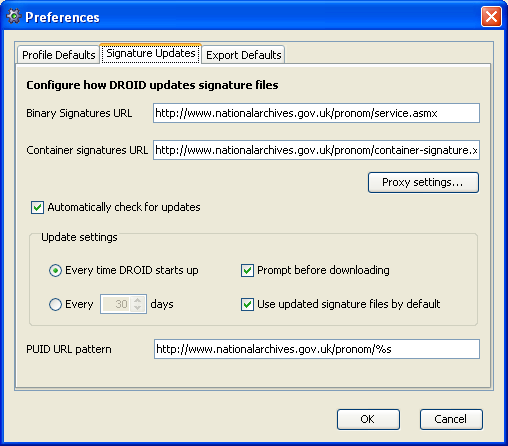 Preferences
Profile Defaults Signature Updates Export Defaults
Configure how DROID updates signature files
Binary Signatures URL http://www.nationalarchives.gov.uk/pronom/service.asmx
Container signatures URL http://www.nationalarchives.gov.uk/pronom/container-signature.x
Proxy settings...
Automatically check for updates
Update settings
Every time DROID starts up Prompt before downloading
Every 30 days Use updated signature files by default
PUID URL pattern http://www.nationalarchives.gov.uk/pronom/%s
OK Cancel